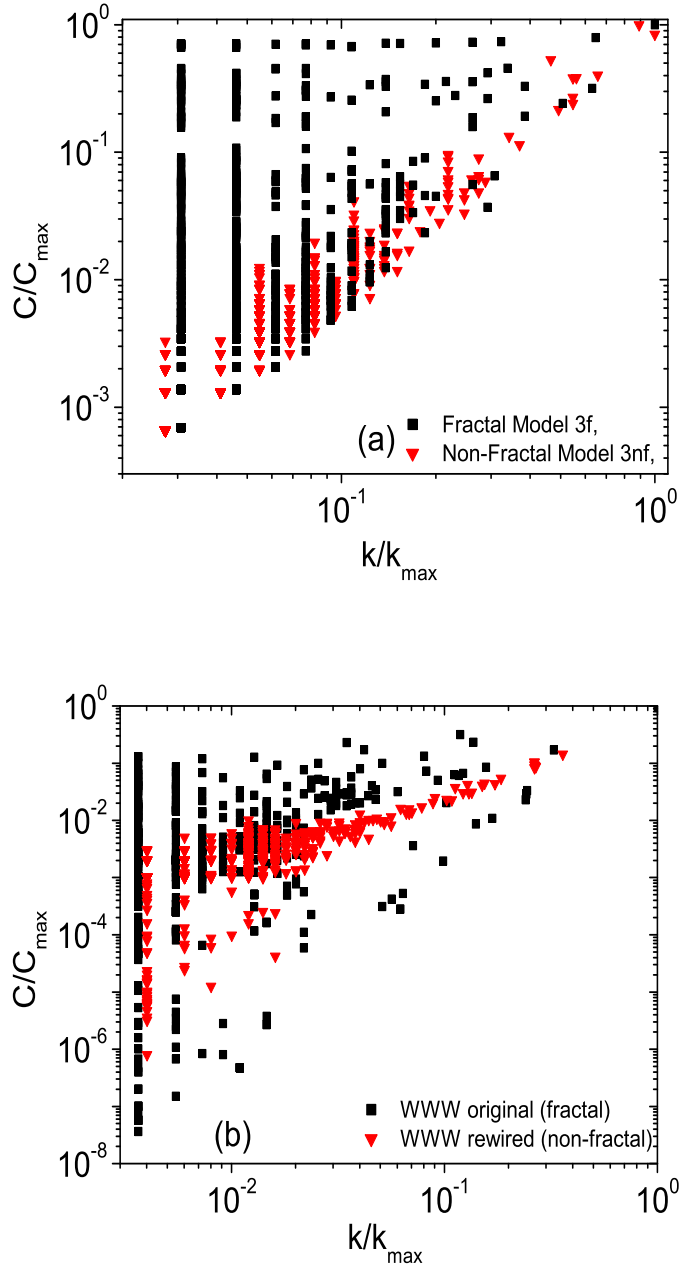 10^0
10^-1
10^-2
10^-3
C/C_max
(a)
Fractal Model 3f,
Non-Fractal Model 3nf,
10^-1
10^0
k/k_max
10^0
10^-2
10^-4
10^-6
10^-8
C/C_max
(b)
WWW original (fractal)
WWW rewired (non-fractal)
10^-2
10^-1
10^0
k/k_max